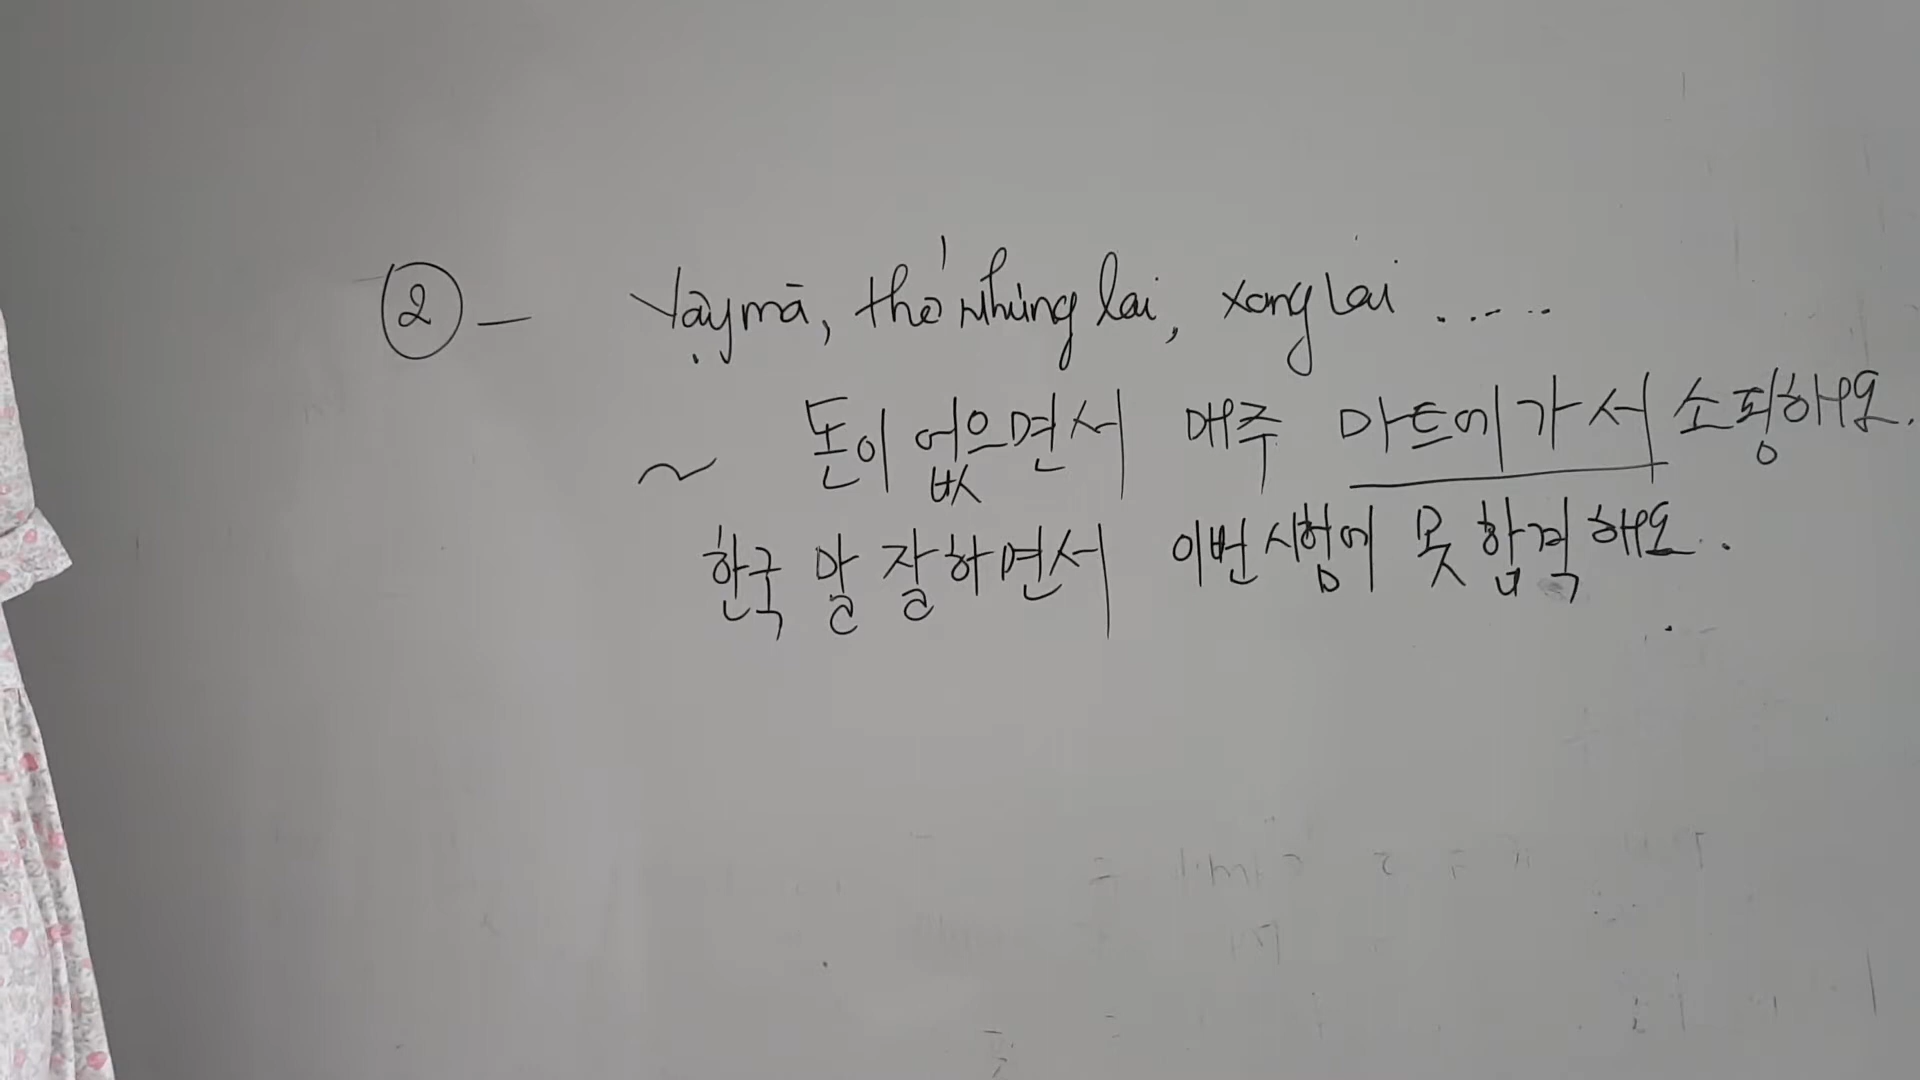 ② - Vậy mà, thế nhưng lại, xong lại .....
~ 돈이 없으면서 매주 마트에 가서 쇼핑해요.
한국 말 잘하면서 이번 시험에 못 합격해요..